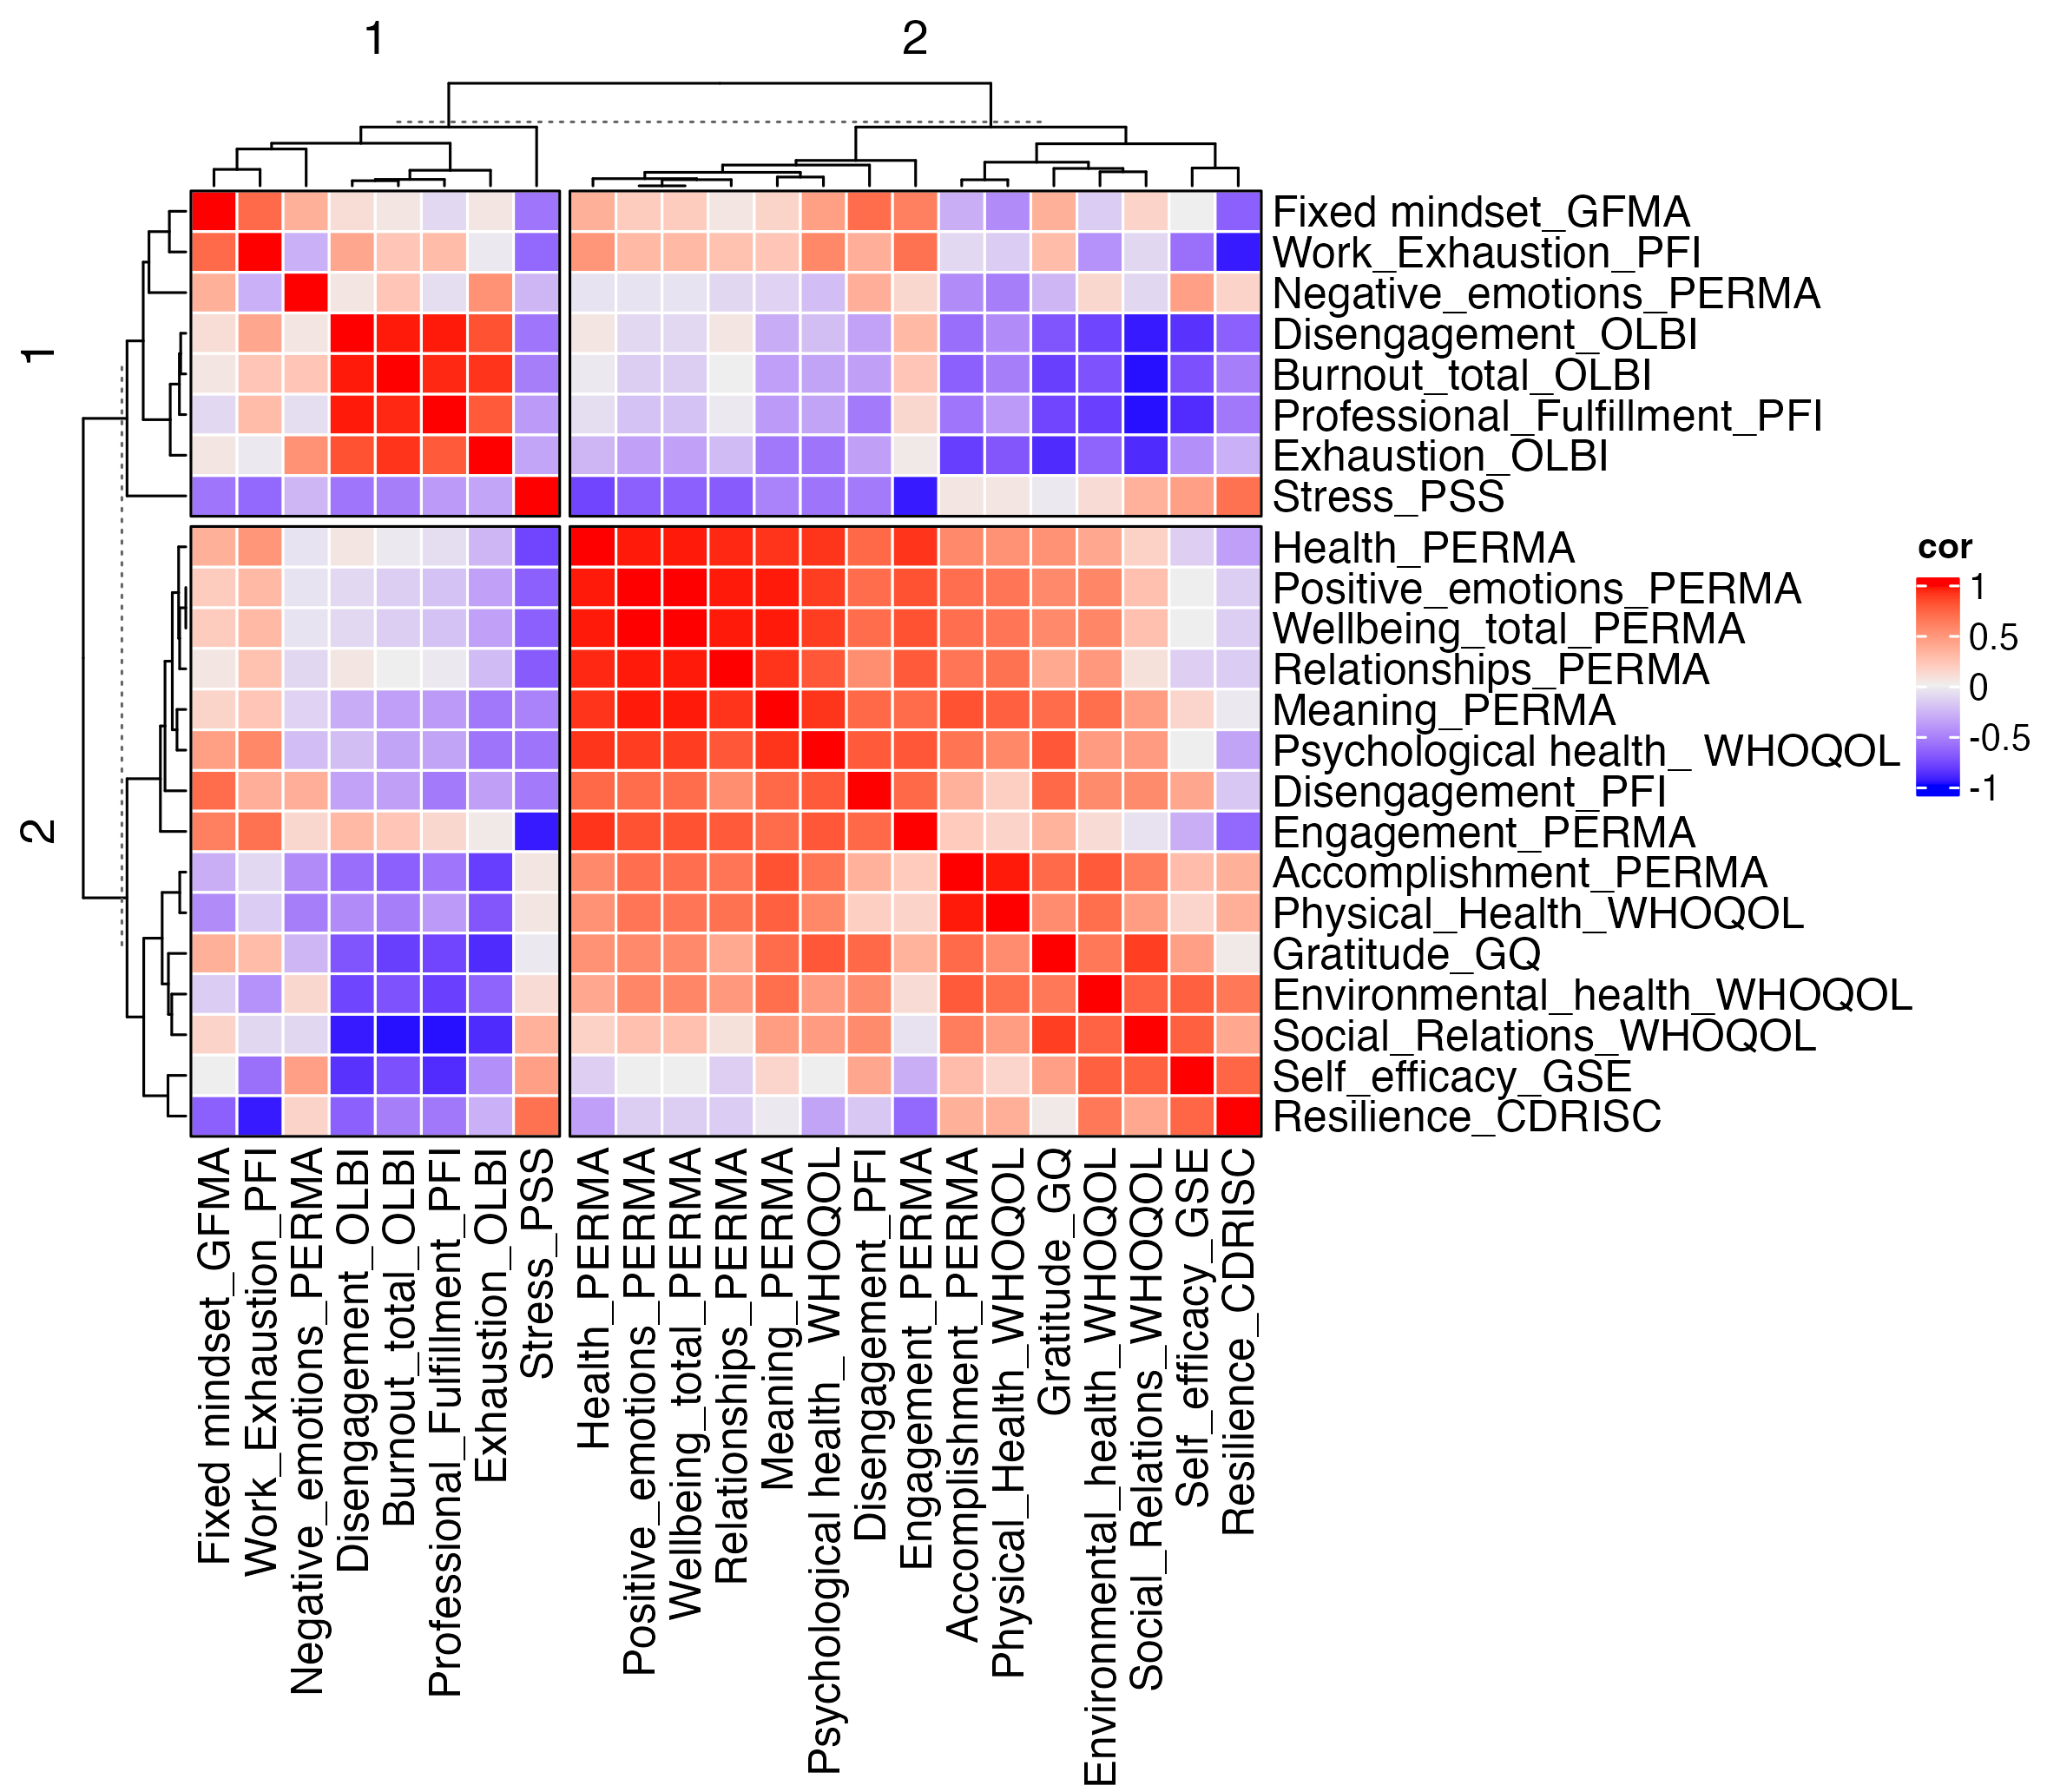 1
2
1
2
Fixed mindset_GFMA
Work_Exhaustion_PFI
Negative_emotions_PERMA
Disengagement_OLBI
Burnout_total_OLBI
Professional_Fulfillment_PFI
Exhaustion_OLBI
Stress_PSS
Health_PERMA
Positive_emotions_PERMA
Wellbeing_total_PERMA
Relationships_PERMA
Meaning_PERMA
Psychological health_ WHOQOL
Disengagement_PFI
Engagement_PERMA
Accomplishment_PERMA
Physical_Health_WHOQOL
Gratitude_GQ
Environmental_health_WHOQOL
Social_Relations_WHOQOL
Self_efficacy_GSE
Resilience_CDRISC
cor
1
0.5
0
-0.5
-1
Fixed mindset_GFMA
Work_Exhaustion_PFI
Negative_emotions_PERMA
Disengagement_OLBI
Burnout_total_OLBI
Professional_Fulfillment_PFI
Exhaustion_OLBI
Stress_PSS
Health_PERMA
Positive_emotions_PERMA
Wellbeing_total_PERMA
Relationships_PERMA
Meaning_PERMA
Psychological health_ WHOQOL
Disengagement_PFI
Engagement_PERMA
Accomplishment_PERMA
Physical_Health_WHOQOL
Gratitude_GQ
Environmental_health_WHOQOL
Social_Relations_WHOQOL
Self_efficacy_GSE
Resilience_CDRISC